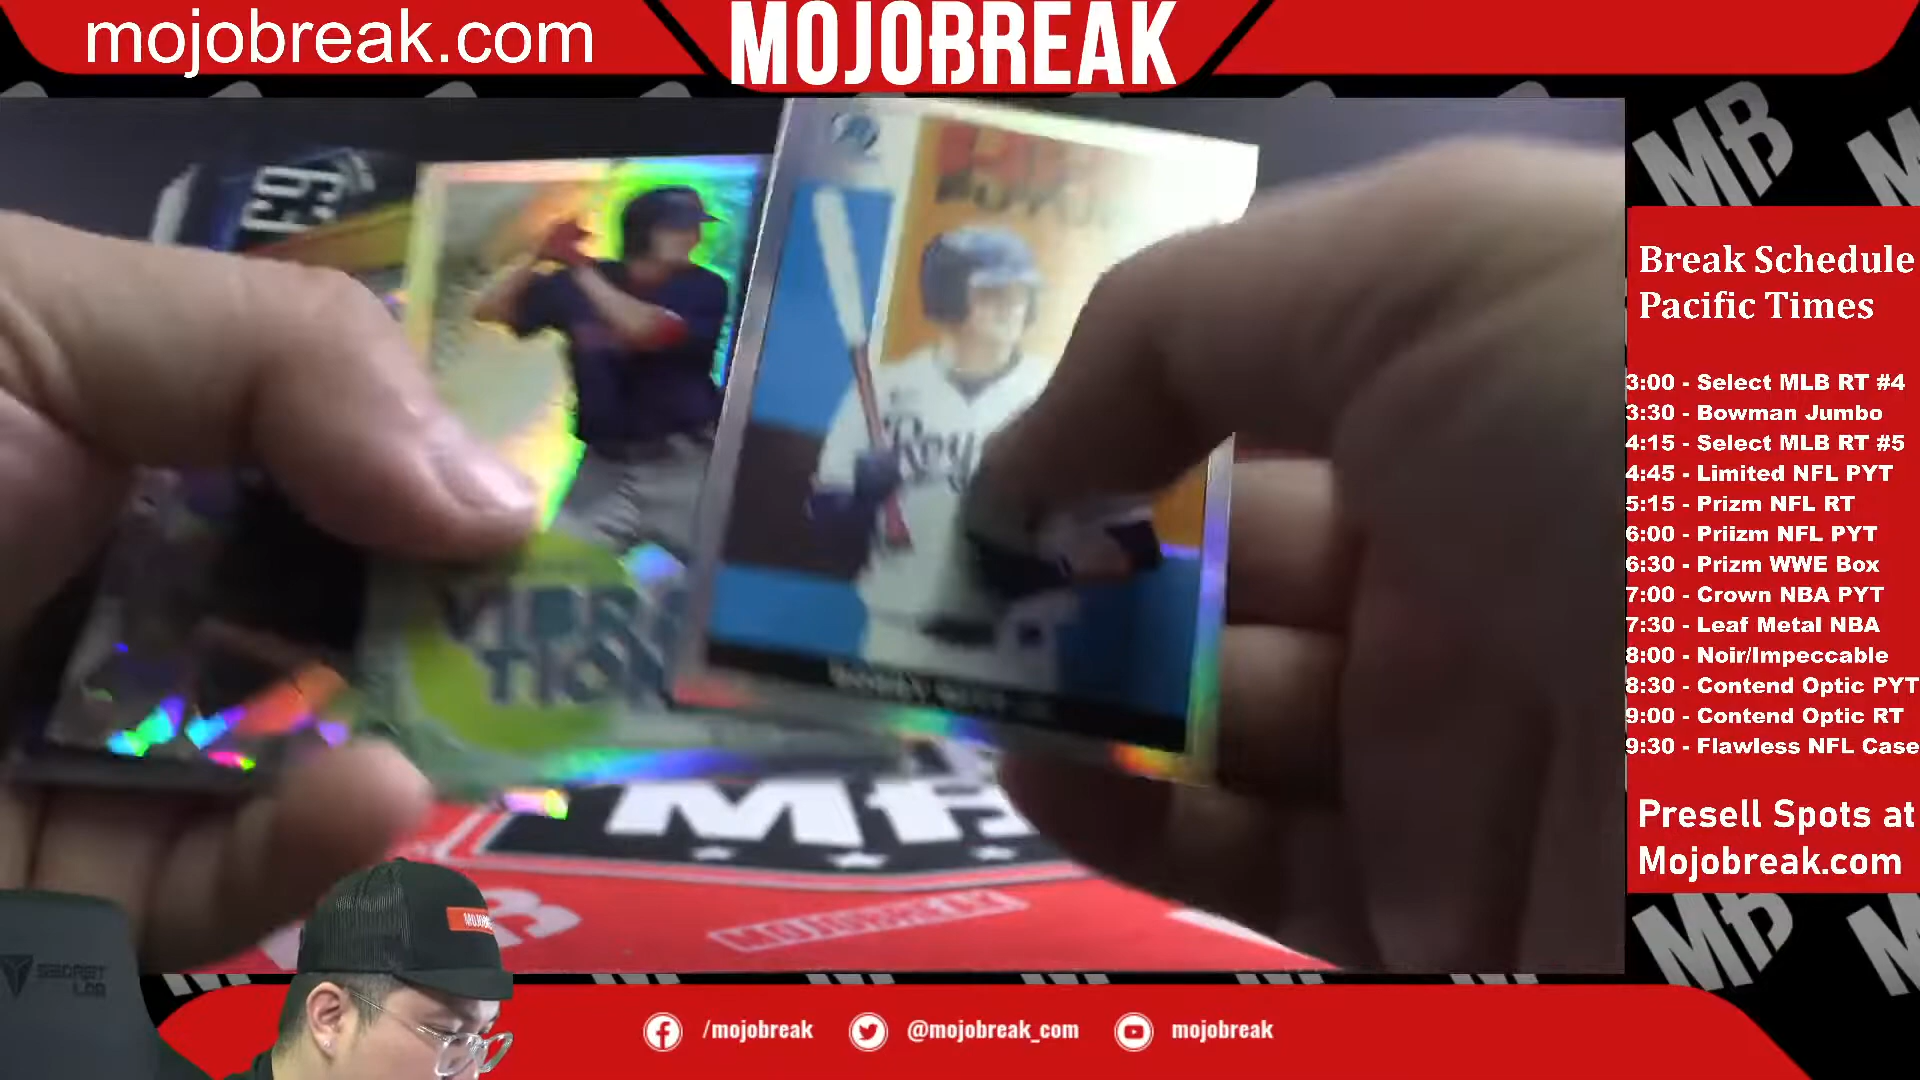 mojobreak.com
MOJOBREAK
Break Schedule
Pacific Times
3:00 - Select MLB RT #4
3:30 - Bowman Jumbo
4:15 - Select MLB RT #5
4:45 - Limited NFL PYT
5:15 - Prizm NFL RT
6:00 - Priizm NFL PYT
6:30 - Prizm WWE Box
7:00 - Crown NBA PYT
7:30 - Leaf Metal NBA
8:00 - Noir/Impeccable
8:30 - Contend Optic PYT
9:00 - Contend Optic RT
9:30 - Flawless NFL Case
Presell Spots at
Mojobreak.com
MB
MOJOBREAK
SECRET
LAB
/mojobreak
@mojobreak_com
mojobreak